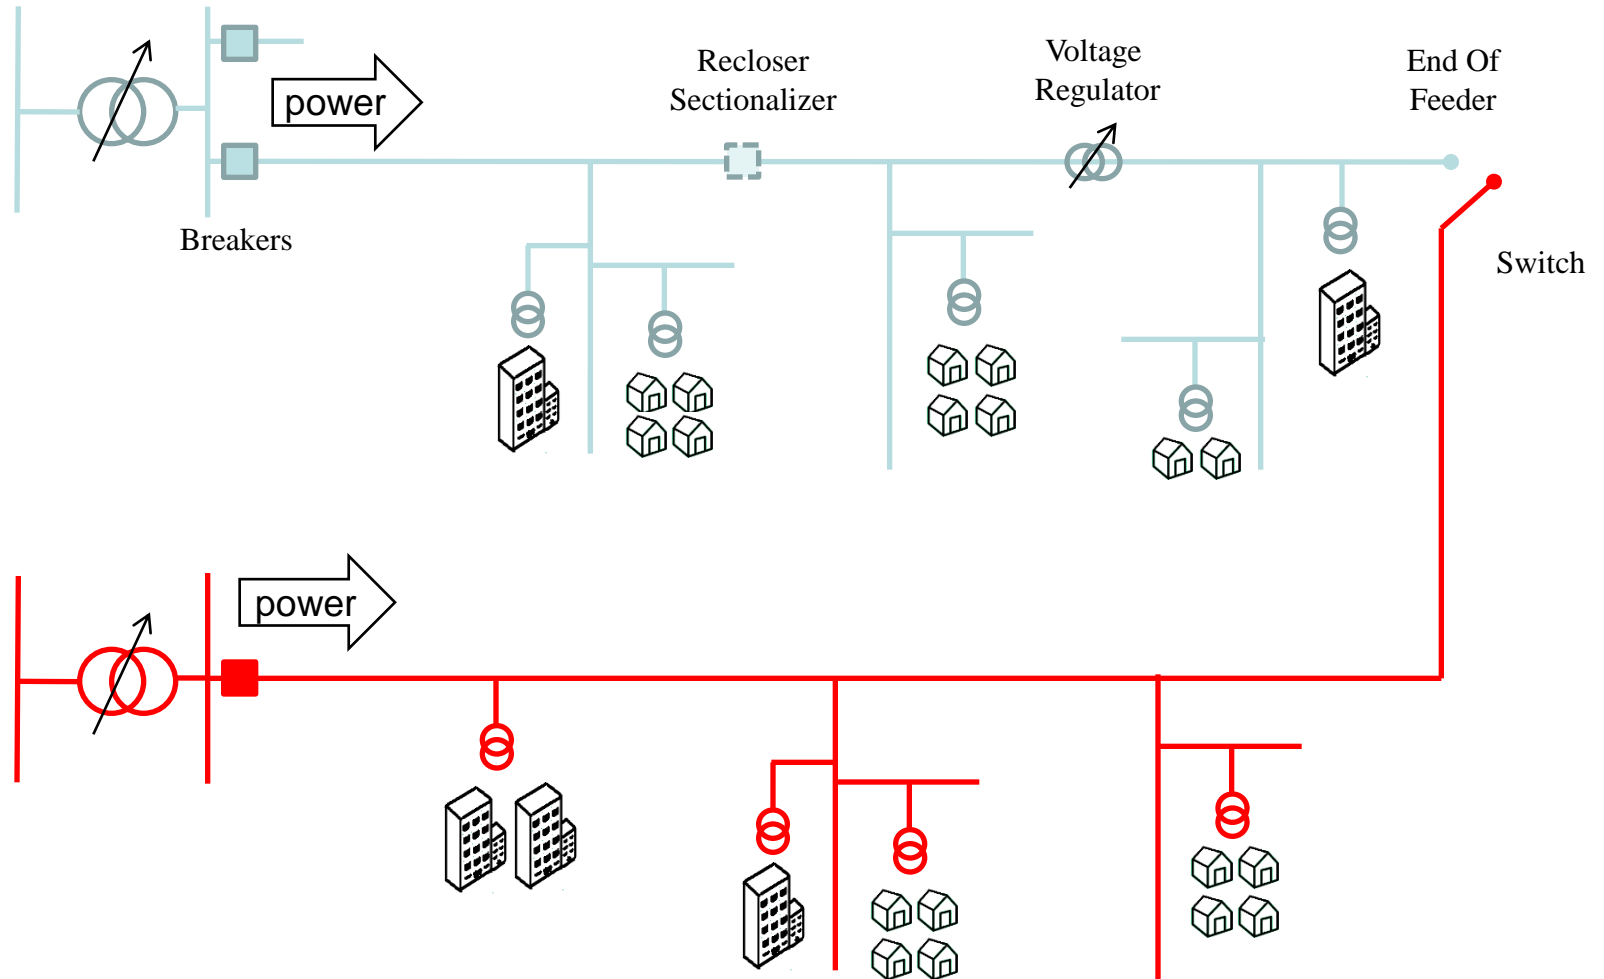 Voltage
Regulator
Recloser
Sectionalizer
End Of
Feeder
power
Breakers
Switch
power